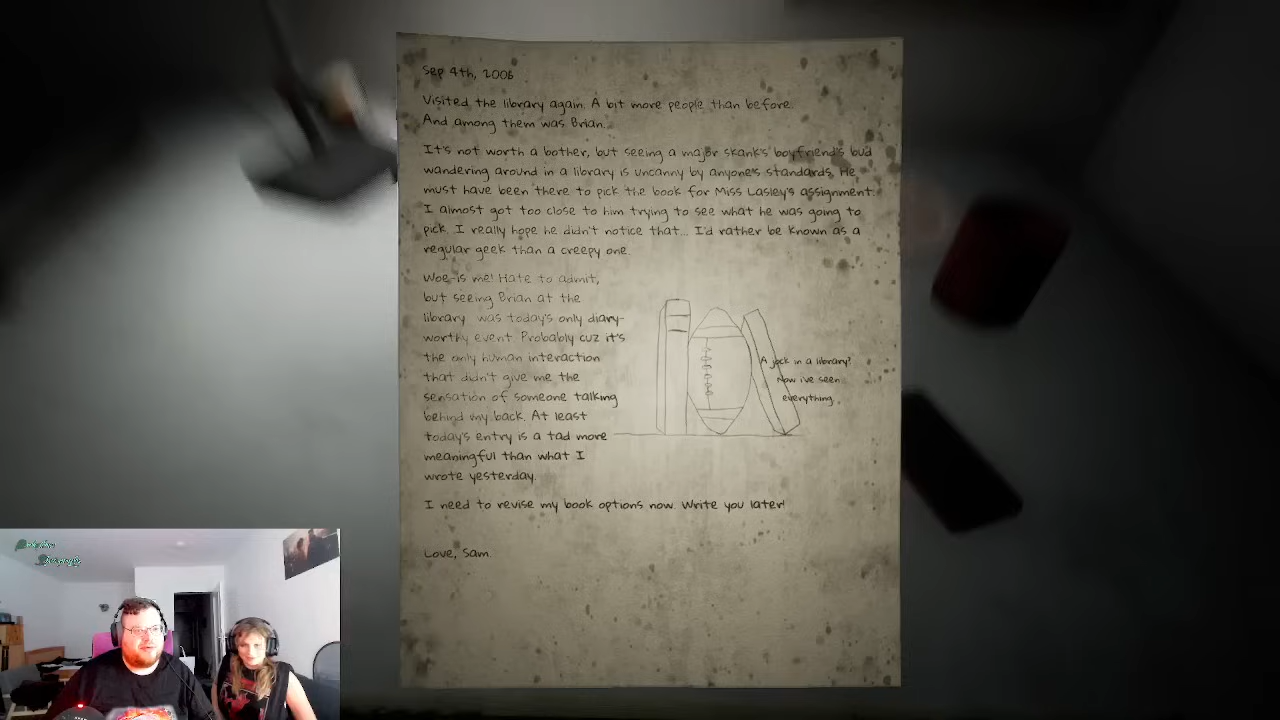 Sep 4th, 2006
Visited the library again. A bit more people than before.
And among them was Brian.
It's not worth a bother, but seeing a major skank's boyfriend's bud
wandering around in a library is uncanny by anyone's standards. He
must have been there to pick the book for Miss Lasley's assignment.
I almost got too close to him trying to see what he was going to
pick. I really hope he didn't notice that... I'd rather be known as a
regular geek than a creepy one.
Woe-is me! Hate to admit,
but seeing Brian at the
library was today's only diary-
worthy event. Probably cuz it's
the only human interaction
that didn't give me the
sensation of someone talking
behind my back. At least
today's entry is a tad more
meaningful than what I
wrote yesterday.
A jock in a library?
Now i've seen
everything.
I need to revise my book options now. Write you later!
Love, Sam.